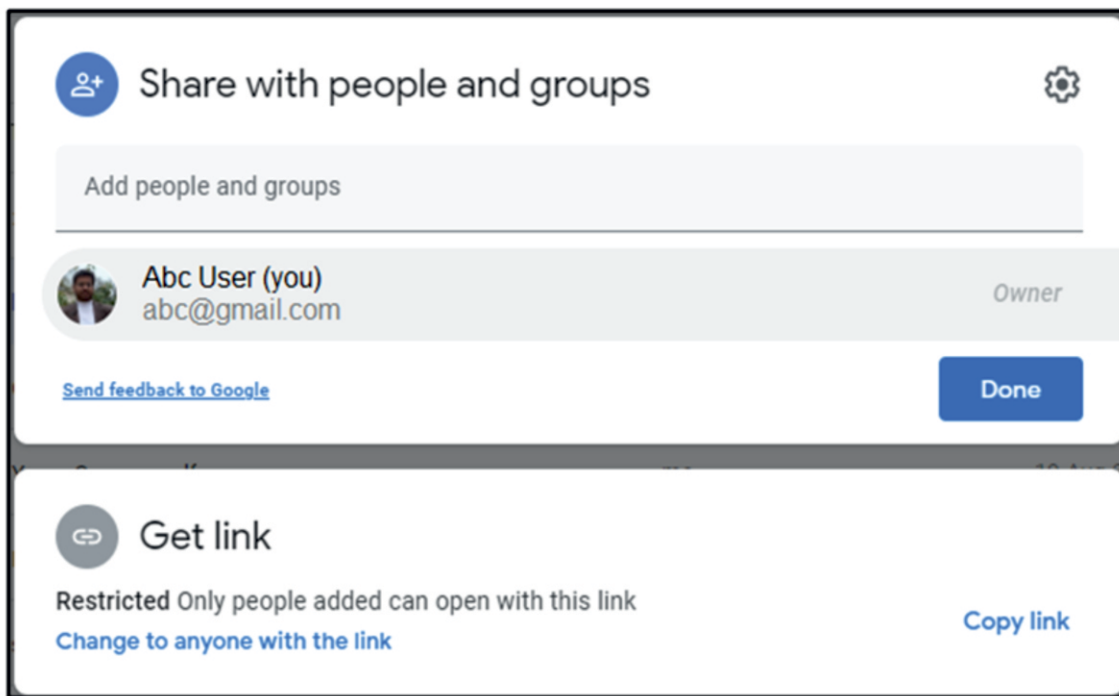 Share with people and groups
Add people and groups
Abc User (you)
abc@gmail.com
Owner
Send feedback to Google
Done
Get link
Restricted Only people added can open with this link
Change to anyone with the link
Copy link